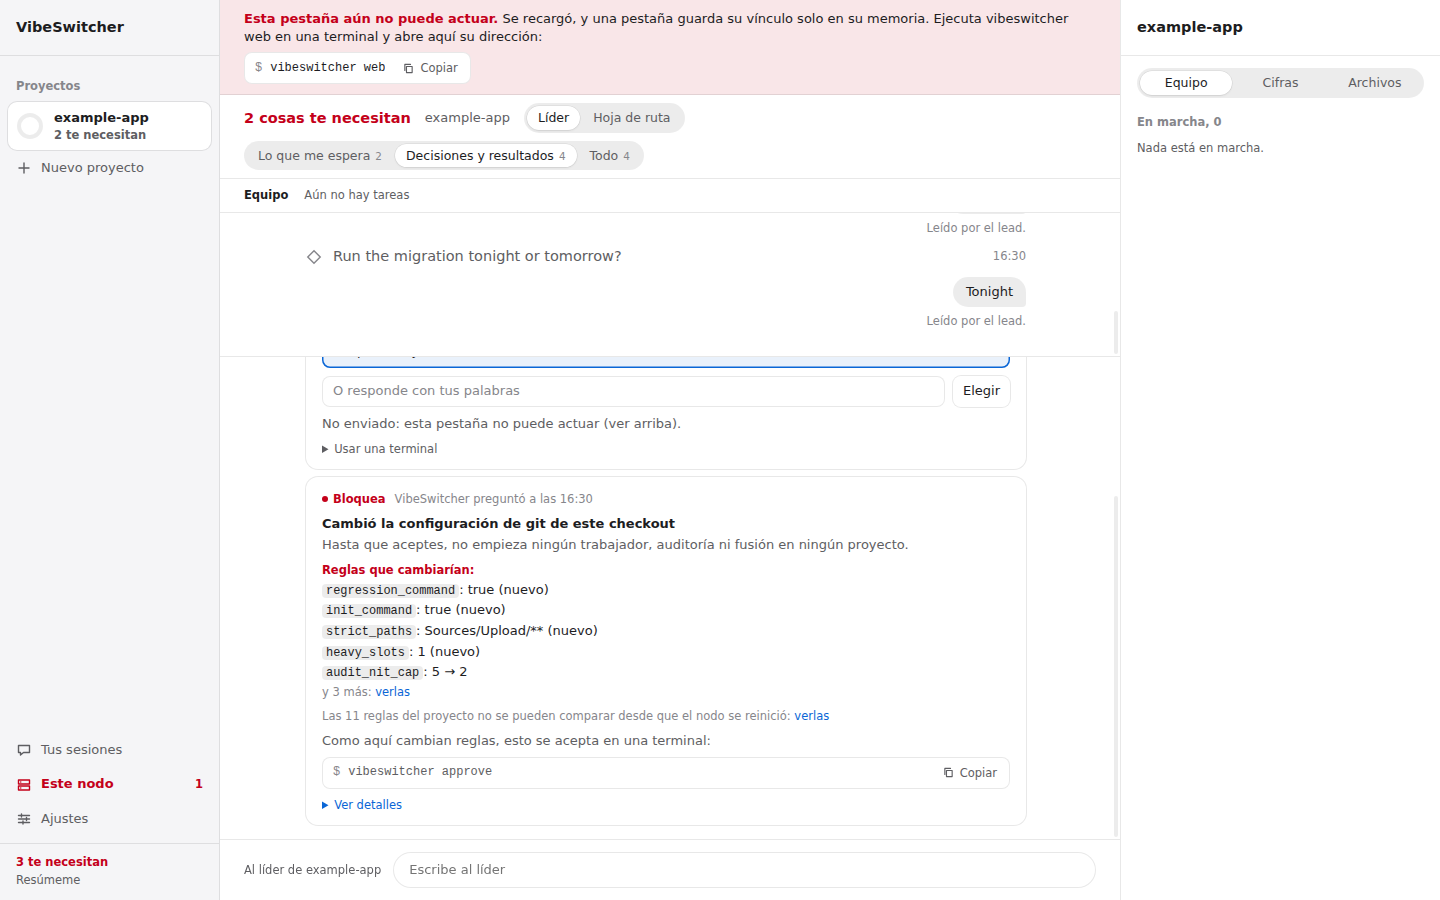 VibeSwitcher
Proyectos
example-app
2 te necesitan
Nuevo proyecto
Tus sesiones
Este nodo 1
Ajustes
3 te necesitan
Resúmeme
Esta pestaña aún no puede actuar. Se recargó, y una pestaña guarda su vínculo solo en su memoria. Ejecuta vibeswitcher
web en una terminal y abre aquí su dirección:
$ vibeswitcher web Copiar
2 cosas te necesitan example-app Líder Hoja de ruta
Lo que me espera 2 Decisiones y resultados 4 Todo 4
Equipo Aún no hay tareas
Leído por el lead.
Run the migration tonight or tomorrow? 16:30
Tonight
Leído por el lead.
O responde con tus palabras Elegir
No enviado: esta pestaña no puede actuar (ver arriba).
Usar una terminal
Bloquea VibeSwitcher preguntó a las 16:30
Cambió la configuración de git de este checkout
Hasta que aceptes, no empieza ningún trabajador, auditoría ni fusión en ningún proyecto.
Reglas que cambiarían:
regression_command: true (nuevo)
init_command: true (nuevo)
strict_paths: Sources/Upload/** (nuevo)
heavy_slots: 1 (nuevo)
audit_nit_cap: 5 → 2
y 3 más: verlas
Las 11 reglas del proyecto no se pueden comparar desde que el nodo se reinició: verlas
Como aquí cambian reglas, esto se acepta en una terminal:
$ vibeswitcher approve Copiar
Ver detalles
Al líder de example-app Escribe al líder
example-app
Equipo Cifras Archivos
En marcha, 0
Nada está en marcha.